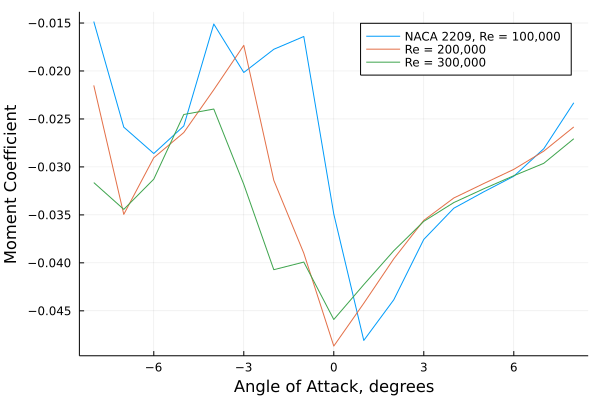 NACA 2209, Re = 100,000
Re = 200,000
Re = 300,000
Moment Coefficient
−0.015
−0.020
−0.025
−0.030
−0.035
−0.040
−0.045
−6
−3
0
3
6
Angle of Attack, degrees